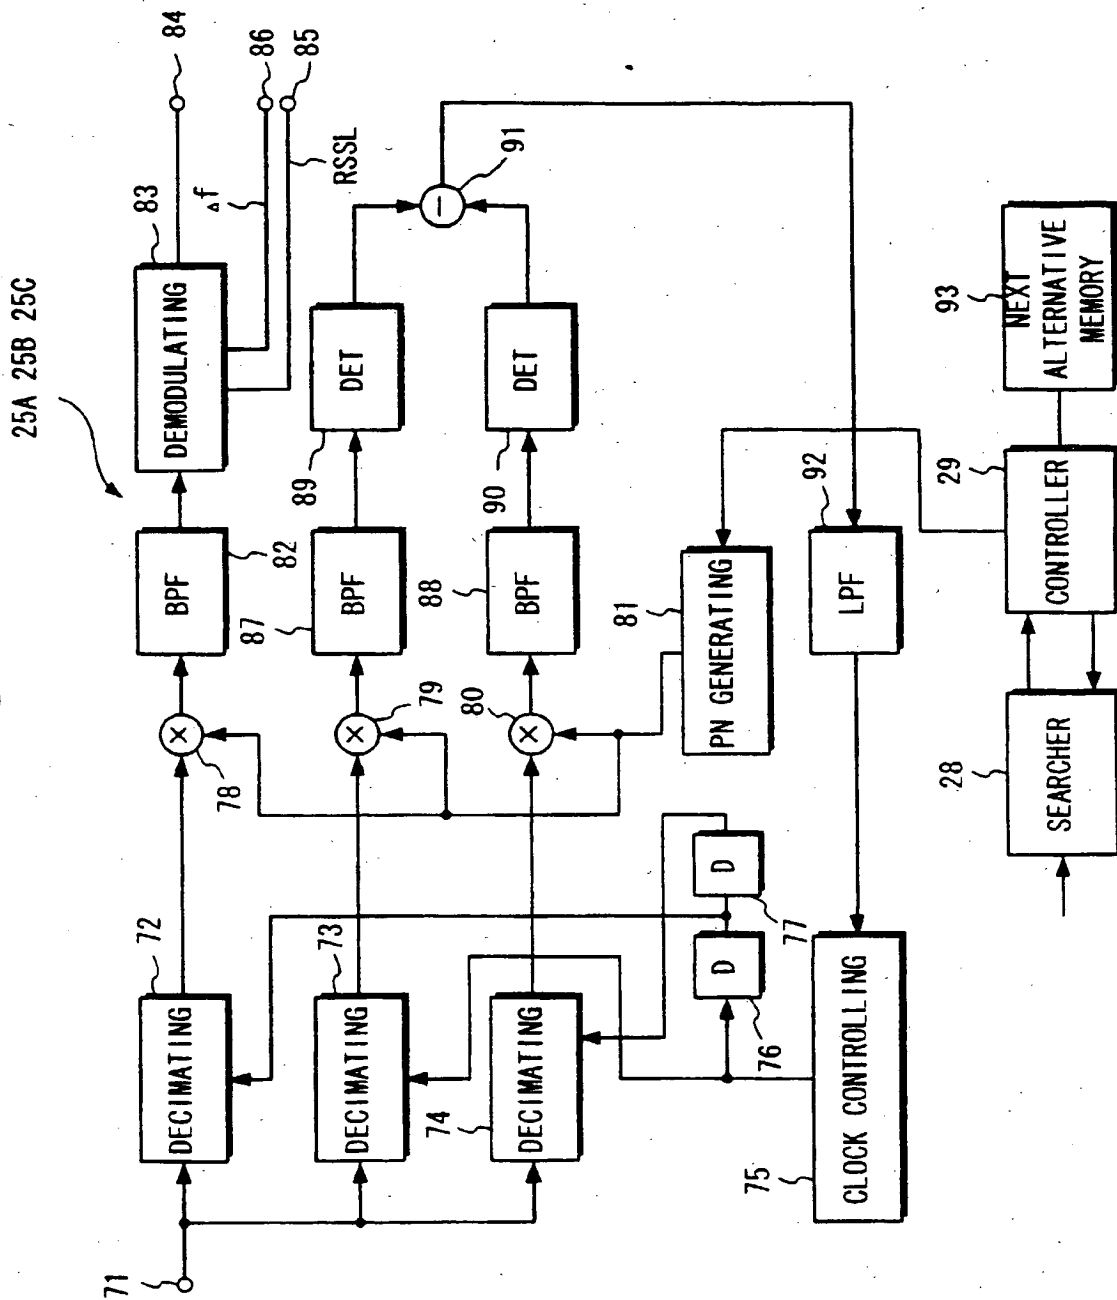 25A 25B 25C
71
72
DECIMATING
78
X
BPF
82
DEMODULATING
83
84
Δf
86
85
RSSL
73
DECIMATING
X
79
87
BPF
89
DET
91
−
74
DECIMATING
80
X
88
BPF
90
DET
76
D
77
D
81
PN GENERATING
75
CLOCK CONTROLLING
92
LPF
28
SEARCHER
29
CONTROLLER
93
NEXT
ALTERNATIVE
MEMORY